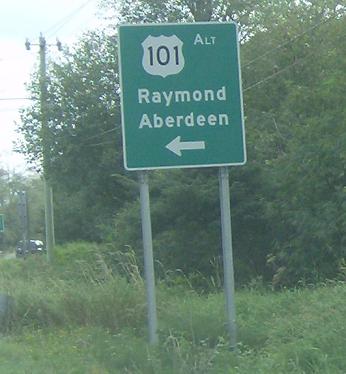 101 ALT
Raymond
Aberdeen